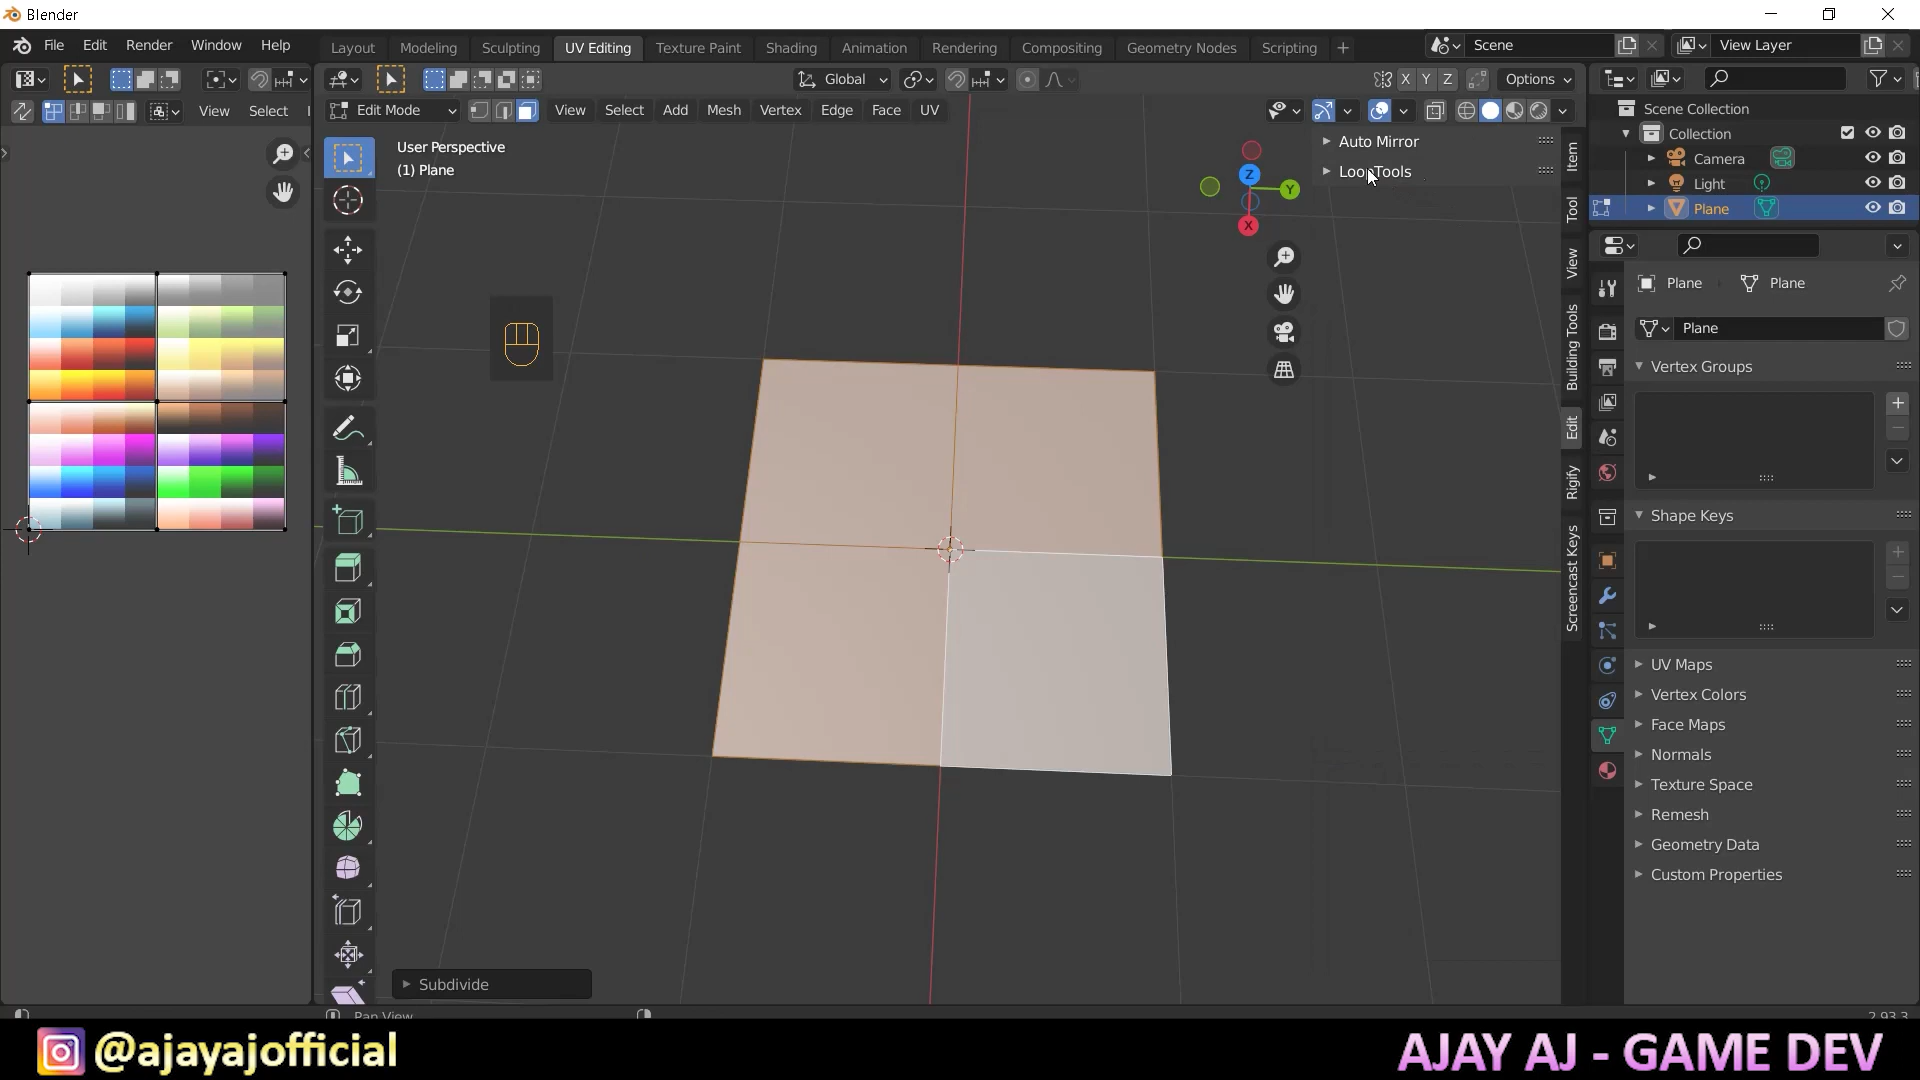 Blender
File Edit Render Window Help
Layout Modeling Sculpting UV Editing Texture Paint Shading Animation Rendering Compositing Geometry Nodes Scripting +
Scene
View Layer
Global
X Y Z Options
View Select
Edit Mode View Select Add Mesh Vertex Edge Face UV
User Perspective
(1) Plane
Auto Mirror
LoopTools
Z
Y
X
Item
Tool
View
Building Tools
Edit
Rigify
Screencast Keys
Scene Collection
Collection
Camera
Light
Plane
Plane Plane
Plane
Vertex Groups
Shape Keys
UV Maps
Vertex Colors
Face Maps
Normals
Texture Space
Remesh
Geometry Data
Custom Properties
Subdivide
Pan View
2.93.3
@ajayajofficial
AJAY AJ - GAME DEV